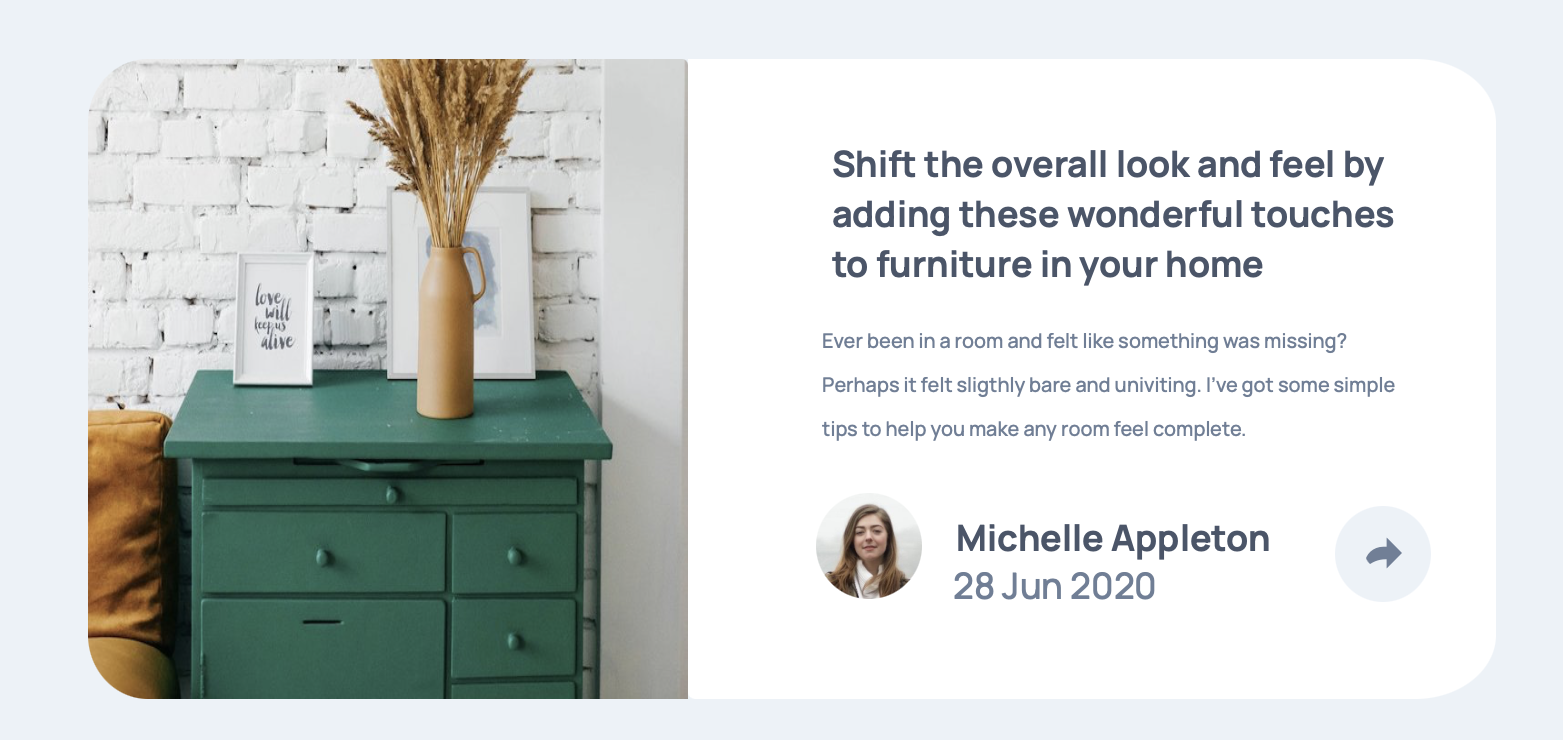 love
will
keep us
alive
Shift the overall look and feel by
adding these wonderful touches
to furniture in your home
Ever been in a room and felt like something was missing?
Perhaps it felt sligthly bare and univiting. I've got some simple
tips to help you make any room feel complete.
Michelle Appleton
28 Jun 2020